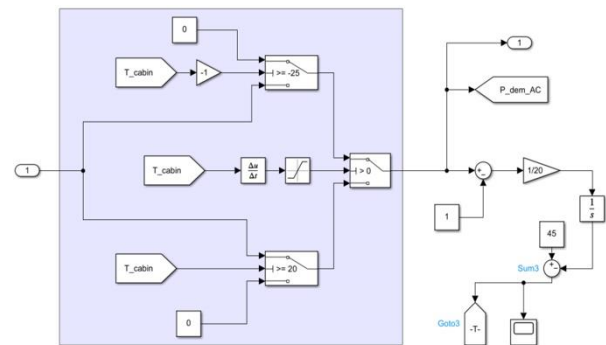 0
T_cabin
-1
>= -25
1
P_dem_AC
1
T_cabin
Δu
Δt
> 0
1/20
1
1
s
45
Sum3
T_cabin
>= 20
0
Goto3
-T-